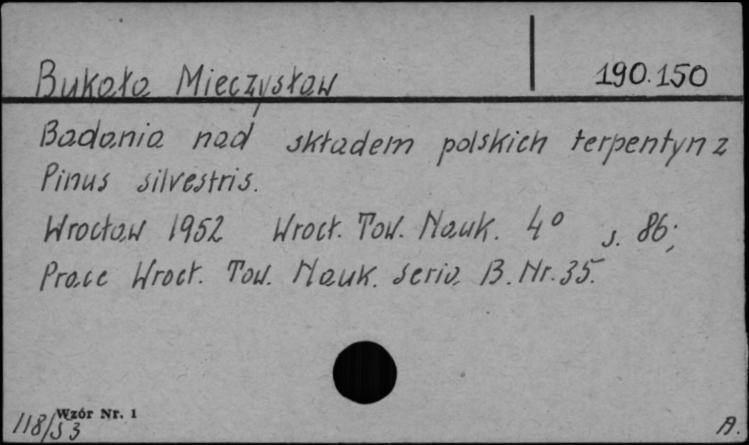 Bukała Mieczysław 190.150
Badania nad składem polskich terpentyn z
Pinus silvestris.
Wrocław 1952 Wrocł. Tow. Nauk. 4° s. 86;
Prace Wrocł. Tow. Nauk. seria B. Nr. 35.
Wzór Nr. 1
118/53 A.